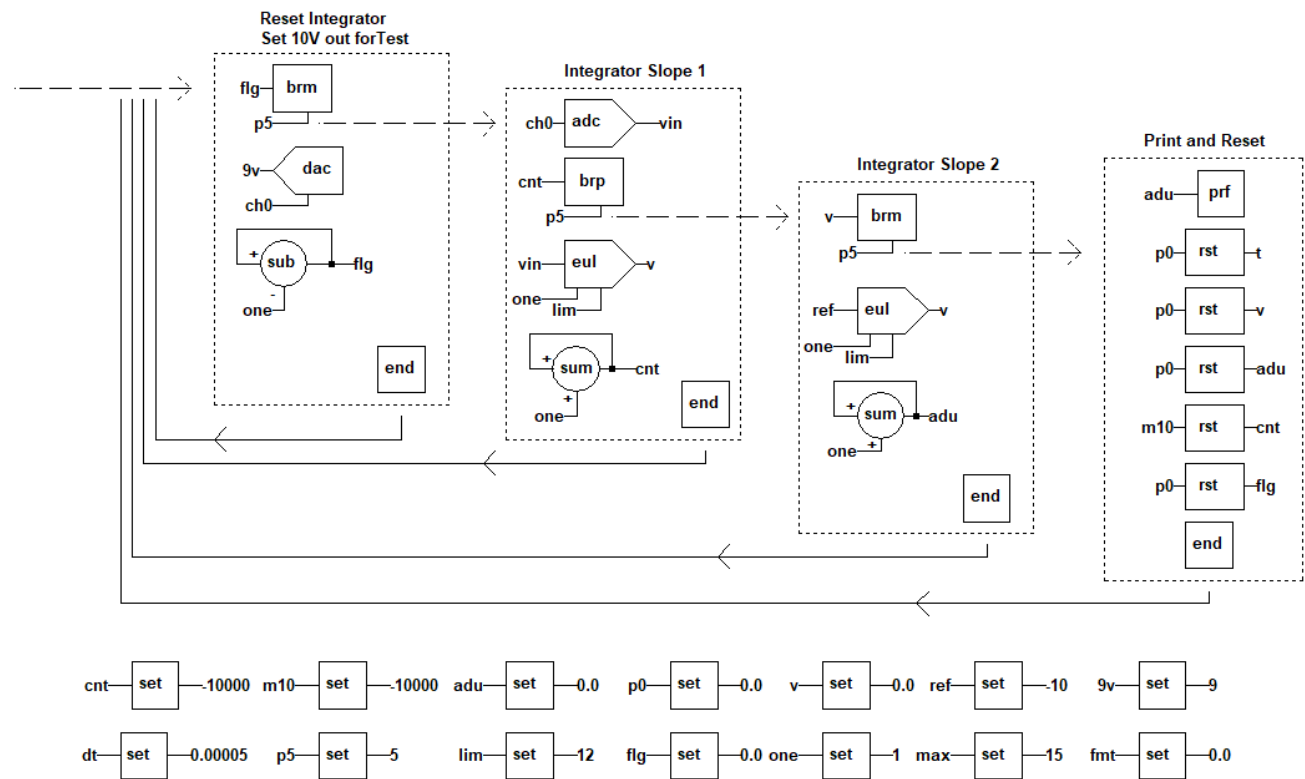 Reset Integrator
Set 10V out forTest
flg brm
p5
9v dac
ch0
+ sub flg
-
one
end
Integrator Slope 1
ch0 adc vin
cnt brp
p5
vin eul v
one
lim
+ sum cnt
+
one
end
Integrator Slope 2
v brm
p5
ref eul v
one
lim
+ sum adu
one +
end
Print and Reset
adu prf
p0 rst t
p0 rst v
p0 rst adu
m10 rst cnt
p0 rst flg
end
cnt set -10000 m10 set -10000 adu set 0.0 p0 set 0.0 v set 0.0 ref set -10 9v set 9
dt set 0.00005 p5 set 5 lim set 12 flg set 0.0 one set 1 max set 15 fmt set 0.0